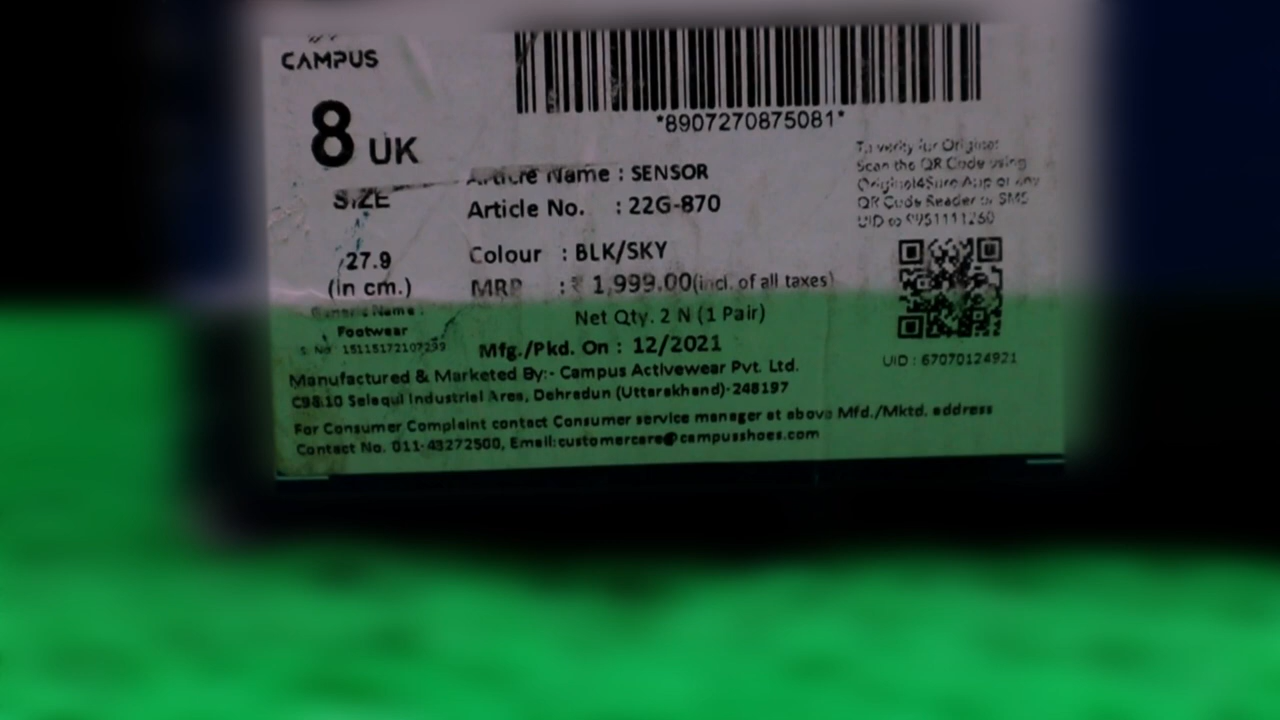 CAMPUS
8 UK
SIZE
27.9
(in cm.)
Generic Name :
Footwear
S. No. 15115172107299
*8907270875081*
Article Name : SENSOR
Article No. : 22G-870
Colour : BLK/SKY
MRP : ₹ 1,999.00(incl. of all taxes)
Net Qty. 2 N (1 Pair)
Mfg./Pkd. On : 12/2021
To verify for Original
Scan the QR Code using
Original4Sure App or any
QR Code Reader or SMS
UID to 9951111260
UID : 67070124921
Manufactured & Marketed By:- Campus Activewear Pvt. Ltd.
Selaqui Industrial Area, Dehradun (Uttarakhand)-248197
For Consumer Complaint contact Consumer service manager at above Mfd./Mktd. address
Contact No. 011-43272500, Email:customercare@campusshoes.com